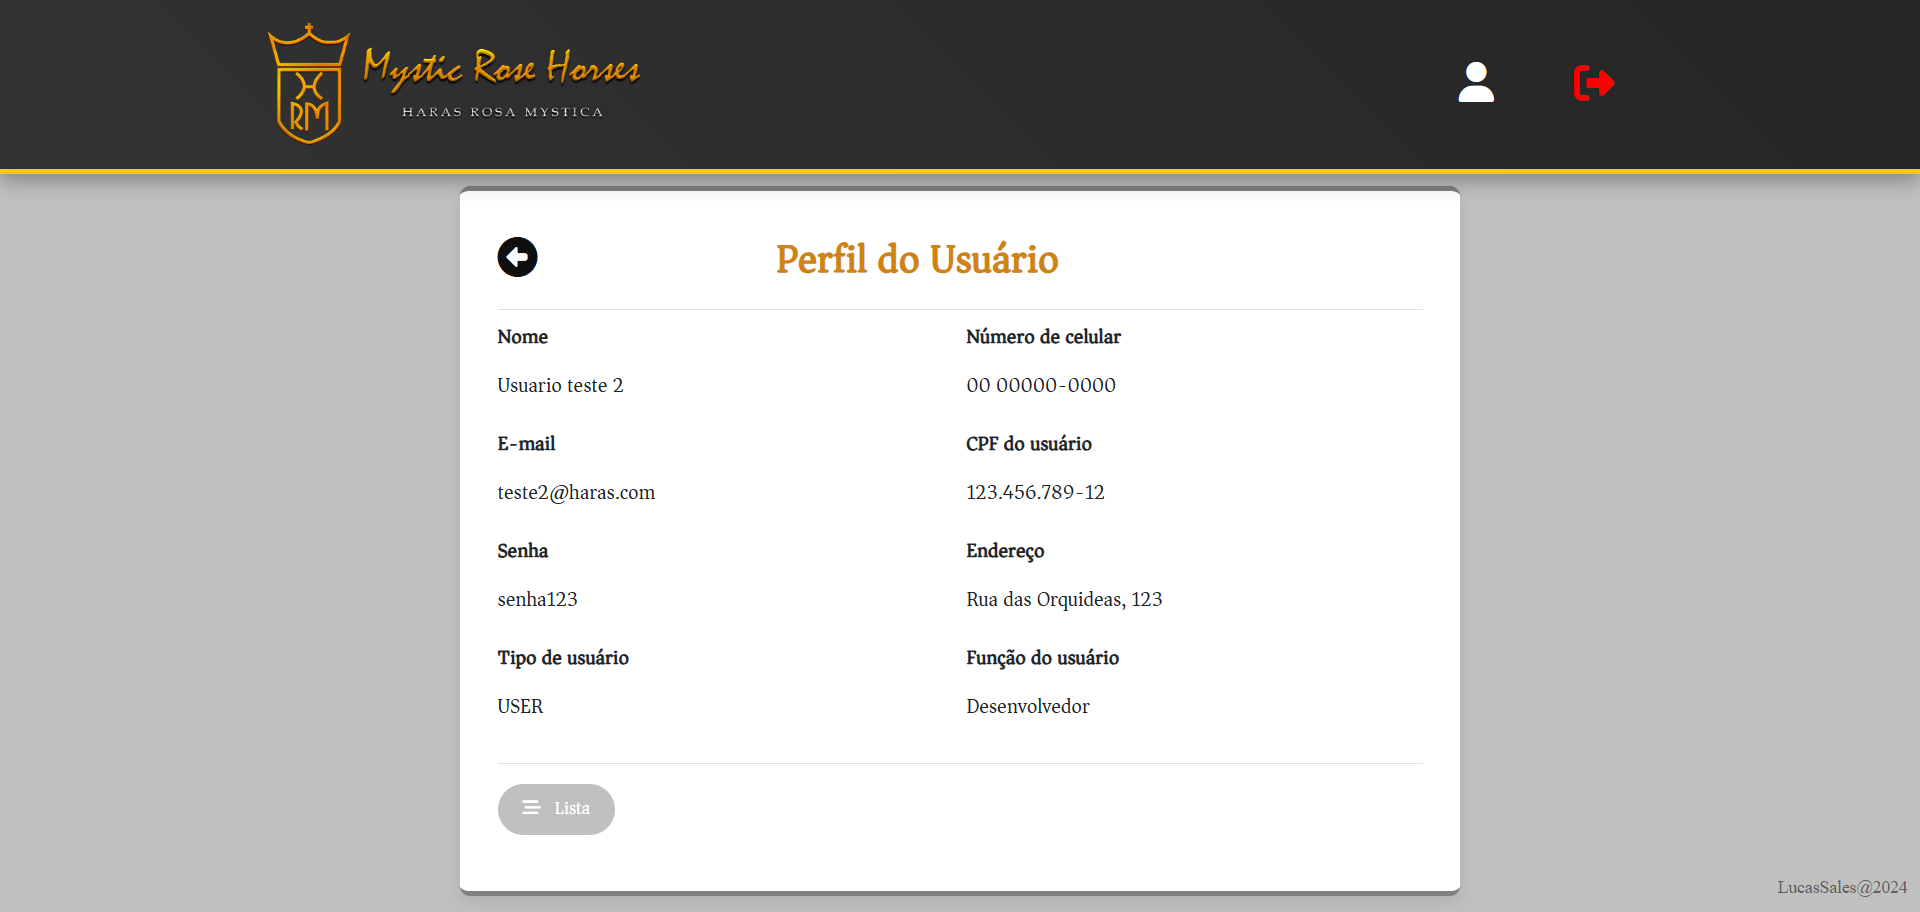 Mystic Rose Horses
HARAS ROSA MYSTICA
HRM
Perfil do Usuário
Nome
Usuario teste 2
Número de celular
00 00000-0000
E-mail
teste2@haras.com
CPF do usuário
123.456.789-12
Senha
senha123
Endereço
Rua das Orquideas, 123
Tipo de usuário
USER
Função do usuário
Desenvolvedor
Lista
LucasSales@2024